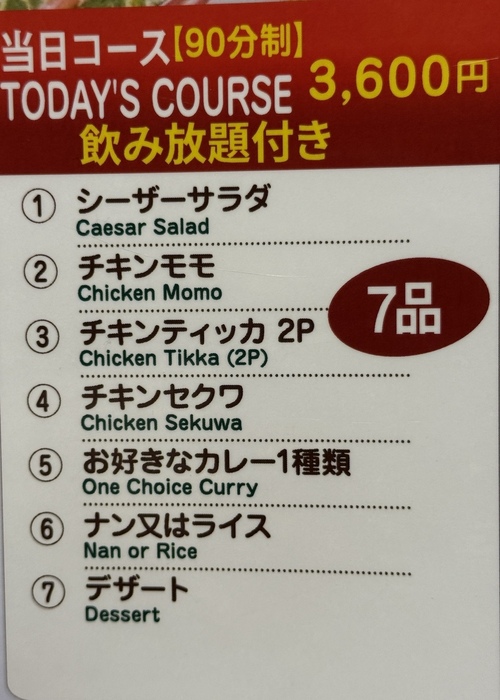 当日コース【90分制】
TODAY'S COURSE 3,600円
飲み放題付き
① シーザーサラダ
Caesar Salad
② チキンモモ
Chicken Momo
7品
③ チキンティッカ 2P
Chicken Tikka (2P)
④ チキンセクワ
Chicken Sekuwa
⑤ お好きなカレー1種類
One Choice Curry
⑥ ナン又はライス
Nan or Rice
⑦ デザート
Dessert